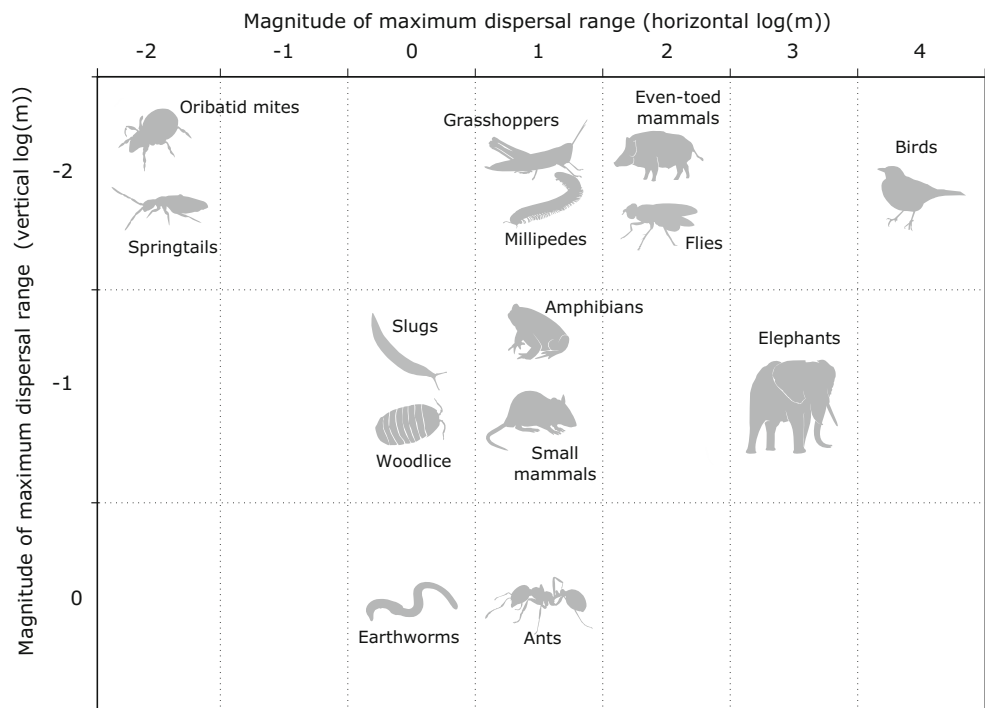 Magnitude of maximum dispersal range (horizontal log(m))
-2 -1 0 1 2 3 4
Magnitude of maximum dispersal range (vertical log(m))
-2
Oribatid mites
Springtails
Grasshoppers
Millipedes
Even-toed
mammals
Flies
Birds
-1
Slugs
Woodlice
Amphibians
Small
mammals
Elephants
0
Earthworms
Ants